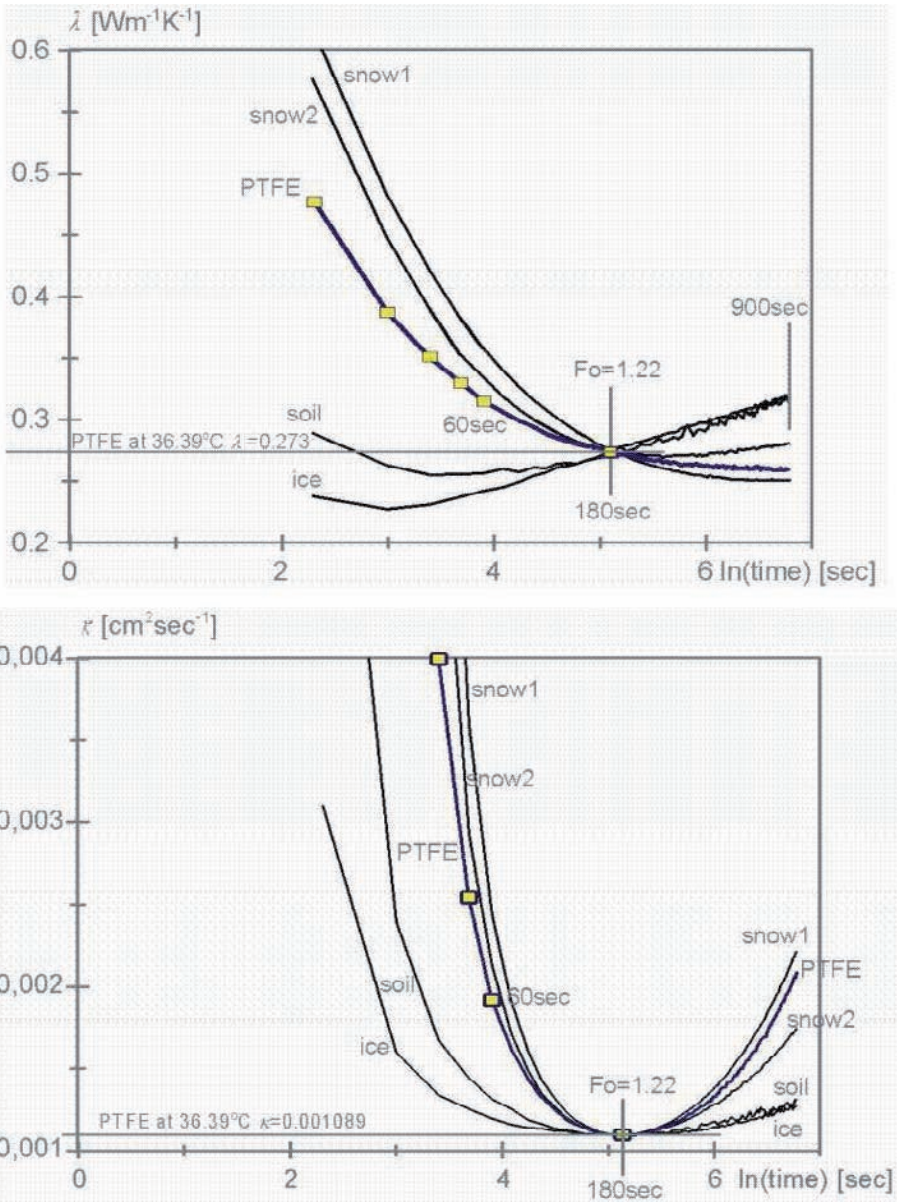 λ [Wm⁻¹K⁻¹]
0.6
snow1
snow2
0.5
PTFE
0.4
900sec
Fo=1.22
0.3
soil
60sec
PTFE at 36.39°C λ=0.273
ice
180sec
0.2
0 2 4 6 ln(time) [sec]
κ [cm²sec⁻¹]
0,004
snow1
snow2
0,003
PTFE
snow1
PTFE
0,002
soil
60sec
snow2
ice
Fo=1.22
soil
PTFE at 36.39°C κ=0.001089
ice
0,001
0 2 4 6 ln(time) [sec]
180sec